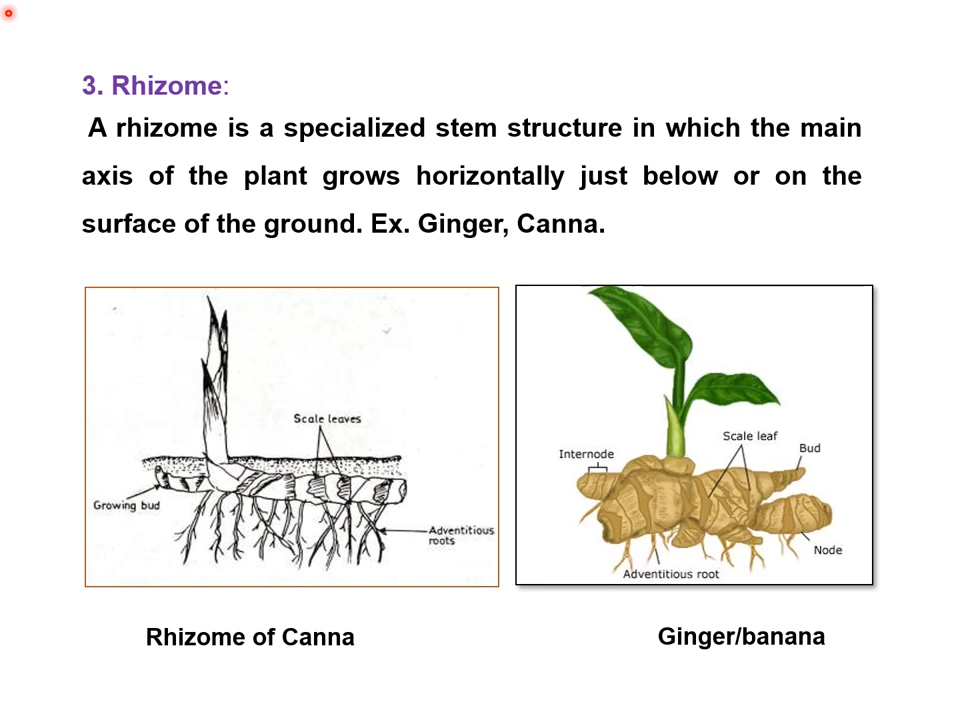 3. Rhizome:
A rhizome is a specialized stem structure in which the main
axis of the plant grows horizontally just below or on the
surface of the ground. Ex. Ginger, Canna.
Scale leaves
Growing bud
Adventitious
roots
Scale leaf
Bud
Internode
Node
Adventitious root
Rhizome of Canna
Ginger/banana